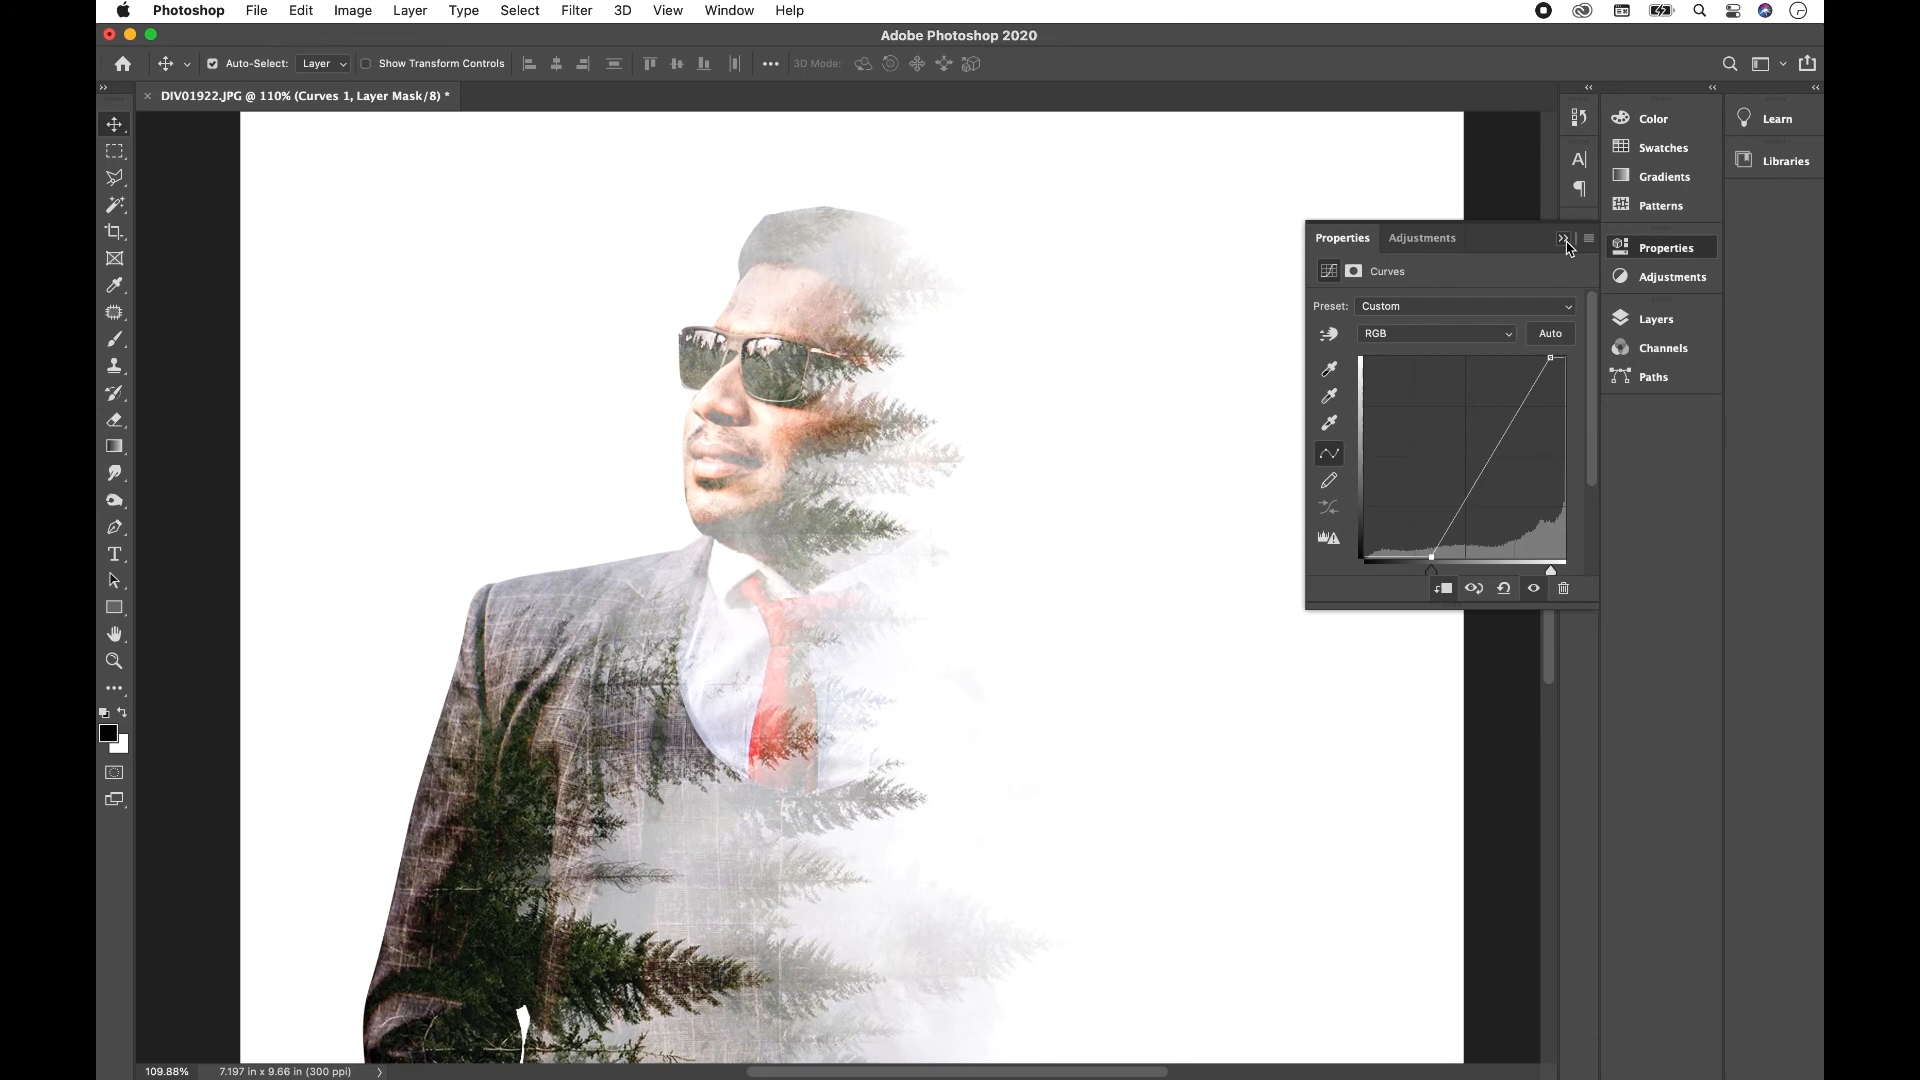 Photoshop File Edit Image Layer Type Select Filter 3D View Window Help
Adobe Photoshop 2020
Auto-Select: Layer Show Transform Controls 3D Mode:
DIV01922.JPG @ 110% (Curves 1, Layer Mask/8) *
Color
Swatches
Gradients
Patterns
Properties
Adjustments
Layers
Channels
Paths
Learn
Libraries
Properties Adjustments
Curves
Preset: Custom
RGB Auto
109.88% 7.197 in x 9.66 in (300 ppi)